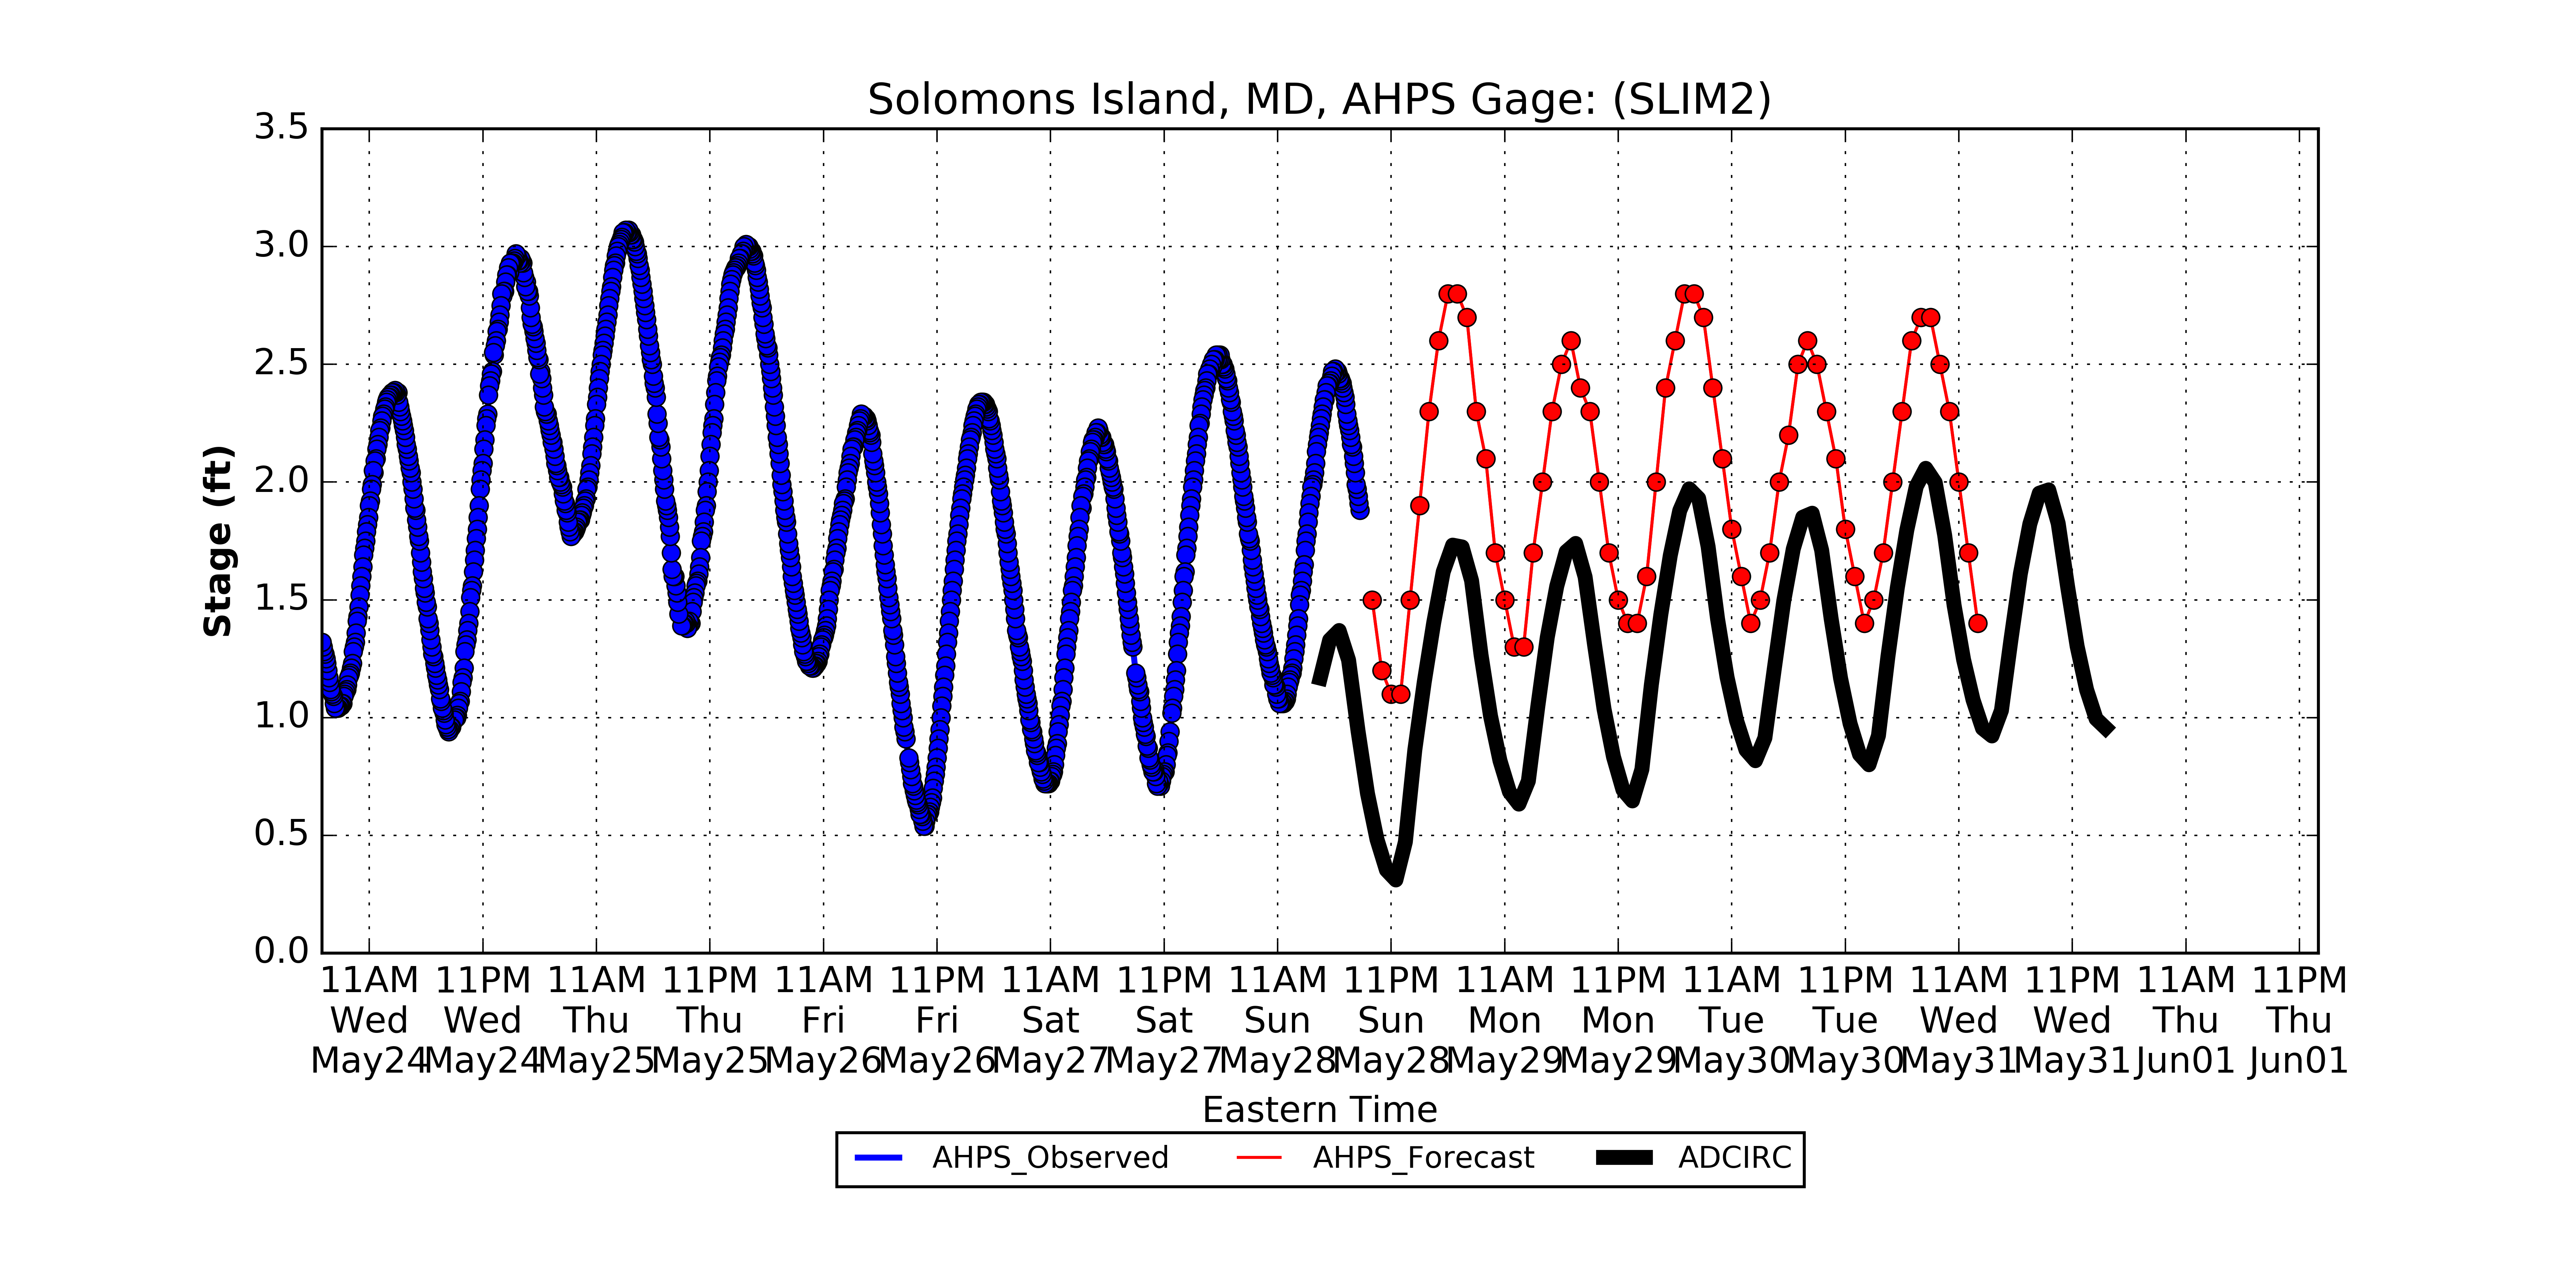 Solomons Island, MD, AHPS Gage: (SLIM2)
3.5
3.0
2.5
2.0
1.5
1.0
0.5
0.0
Stage (ft)
11AM 11PM 11AM 11PM 11AM 11PM 11AM 11PM 11AM 11PM 11AM 11PM 11AM 11PM 11AM 11PM 11AM 11PM
Wed Wed Thu Thu Fri Fri Sat Sat Sun Sun Mon Mon Tue Tue Wed Wed Thu Thu
May24 May24 May25 May25 May26 May26 May27 May27 May28 May28 May29 May29 May30 May30 May31 May31 Jun01 Jun01
Eastern Time
AHPS_Observed AHPS_Forecast ADCIRC